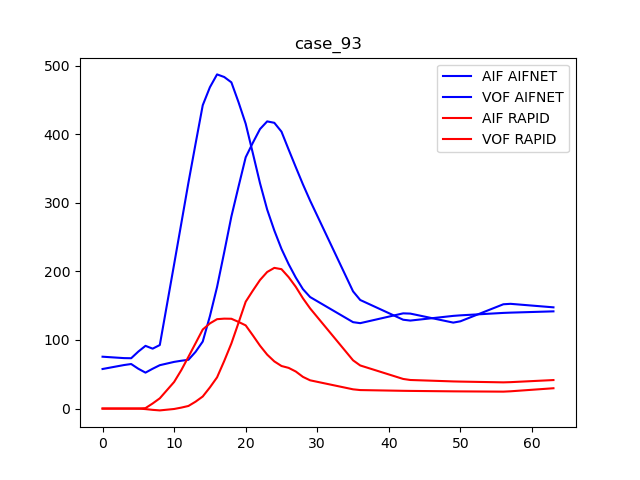 case_93
AIF AIFNET
VOF AIFNET
AIF RAPID
VOF RAPID
500
400
300
200
100
0
0 10 20 30 40 50 60